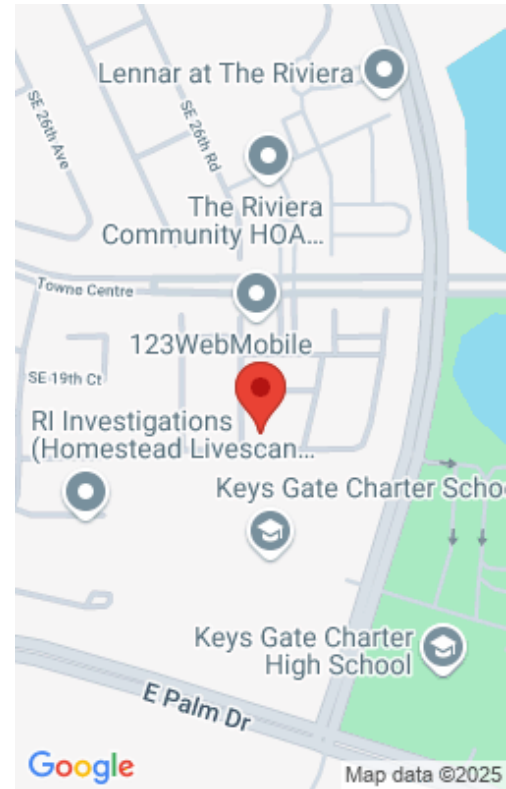 Lennar at The Riviera
SE 26th Ave
SE 26th Rd
The Riviera
Community HOA...
Towne Centre
123WebMobile
SE 19th Ct
RI Investigations
(Homestead Livescan...
Keys Gate Charter Schoo
Keys Gate Charter
High School
E Palm Dr
Google
Map data ©2025